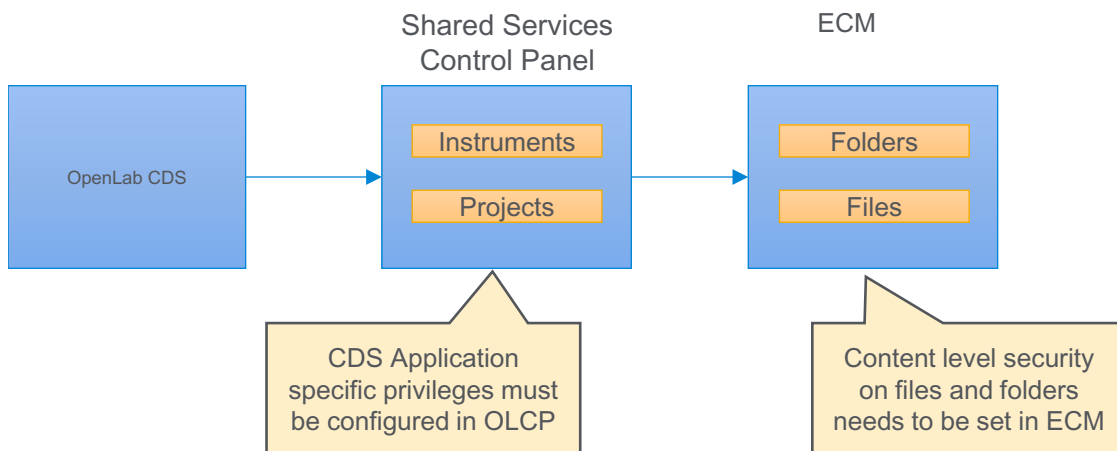 Shared Services
Control Panel
ECM
OpenLab CDS
Instruments
Projects
Folders
Files
CDS Application
specific privileges must
be configured in OLCP
Content level security
on files and folders
needs to be set in ECM